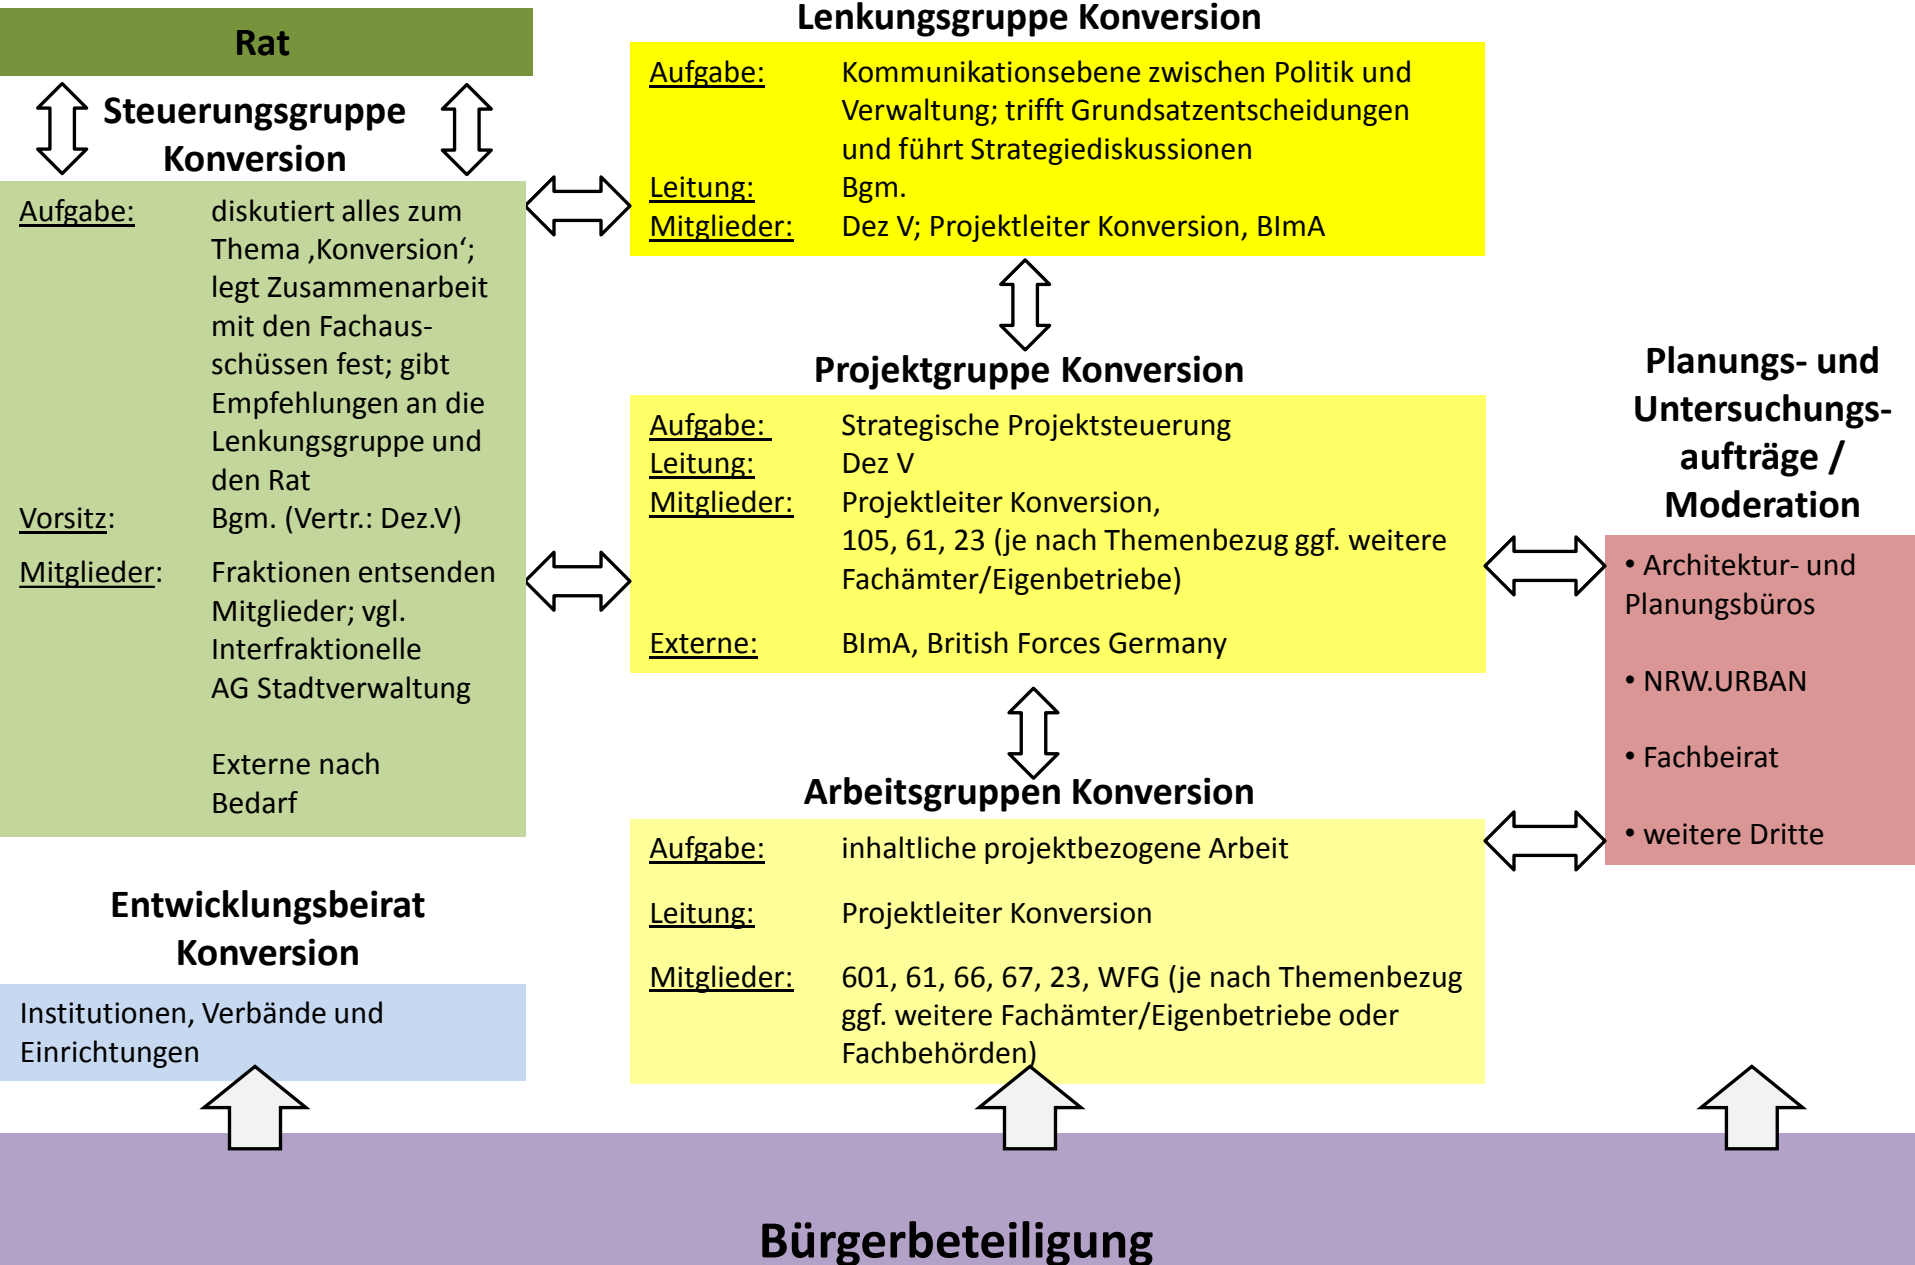 Rat
Steuerungsgruppe
Konversion
Aufgabe: diskutiert alles zum
Thema ‚Konversion‘;
legt Zusammenarbeit
mit den Fachaus-
schüssen fest; gibt
Empfehlungen an die
Lenkungsgruppe und
den Rat
Vorsitz: Bgm. (Vertr.: Dez.V)
Mitglieder: Fraktionen entsenden
Mitglieder; vgl.
Interfraktionelle
AG Stadtverwaltung
Externe nach
Bedarf
Entwicklungsbeirat
Konversion
Institutionen, Verbände und
Einrichtungen
Lenkungsgruppe Konversion
Aufgabe: Kommunikationsebene zwischen Politik und
Verwaltung; trifft Grundsatzentscheidungen
und führt Strategiediskussionen
Leitung: Bgm.
Mitglieder: Dez V; Projektleiter Konversion, BImA
Projektgruppe Konversion
Aufgabe: Strategische Projektsteuerung
Leitung: Dez V
Mitglieder: Projektleiter Konversion,
105, 61, 23 (je nach Themenbezug ggf. weitere
Fachämter/Eigenbetriebe)
Externe: BImA, British Forces Germany
Arbeitsgruppen Konversion
Aufgabe: inhaltliche projektbezogene Arbeit
Leitung: Projektleiter Konversion
Mitglieder: 601, 61, 66, 67, 23, WFG (je nach Themenbezug
ggf. weitere Fachämter/Eigenbetriebe oder
Fachbehörden)
Planungs- und
Untersuchungs-
aufträge /
Moderation
• Architektur- und
Planungsbüros
• NRW.URBAN
• Fachbeirat
• weitere Dritte
Bürgerbeteiligung